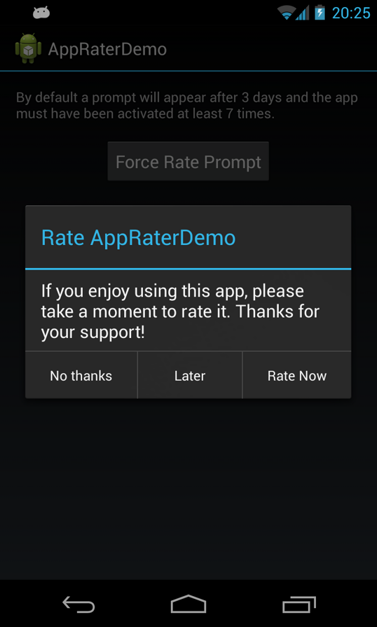 20:25
AppRaterDemo
By default a prompt will appear after 3 days and the app
must have been activated at least 7 times.
Force Rate Prompt
Rate AppRaterDemo
If you enjoy using this app, please
take a moment to rate it. Thanks for
your support!
No thanks
Later
Rate Now